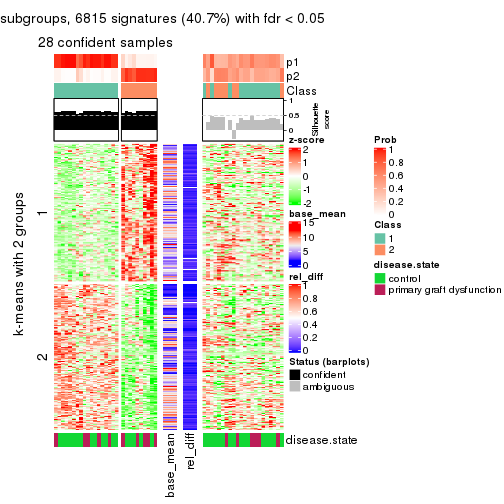 subgroups, 6815 signatures (40.7%) with fdr < 0.05
28 confident samples
p1
p2
Class
1
0.5
0
Silhouette
score
k-means with 2 groups
1
2
z-score
2
1
0
-1
-2
base_mean
15
10
5
0
rel_diff
1
0.8
0.6
0.4
0.2
0
Status (barplots)
confident
ambiguous
Prob
1
0.8
0.6
0.4
0.2
0
Class
1
2
disease.state
control
primary graft dysfunction
disease.state
base_mean
rel_diff